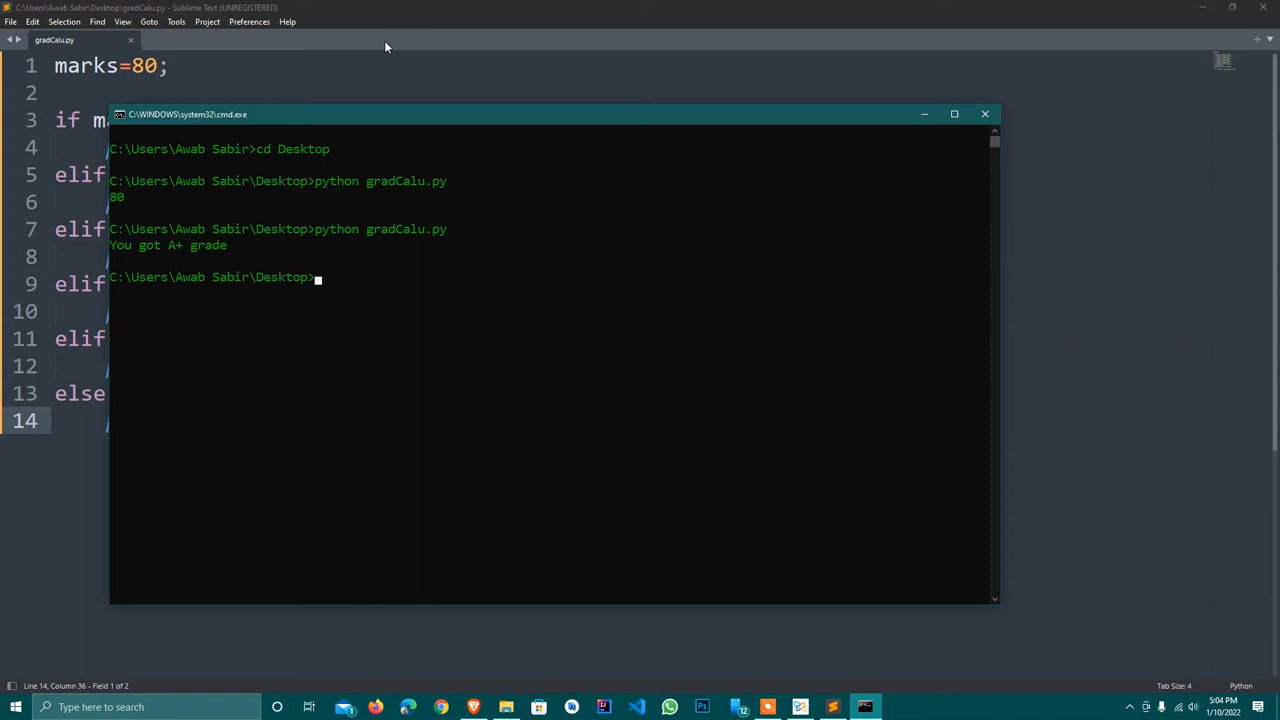 C:\Users\Awab Sabir\Desktop\gradCalu.py - Sublime Text (UNREGISTERED)
File Edit Selection Find View Goto Tools Project Preferences Help
gradCalu.py
1 marks=80;
2
3 if ma
4
5 elif
6
7 elif
8
9 elif
10
11 elif
12
13 else
14
C:\WINDOWS\system32\cmd.exe
C:\Users\Awab Sabir>cd Desktop
C:\Users\Awab Sabir\Desktop>python gradCalu.py
80
C:\Users\Awab Sabir\Desktop>python gradCalu.py
You got A+ grade
C:\Users\Awab Sabir\Desktop>
Line 14, Column 36 - Field 1 of 2
Tab Size: 4
Python
Type here to search
12
5:04 PM
1/10/2022